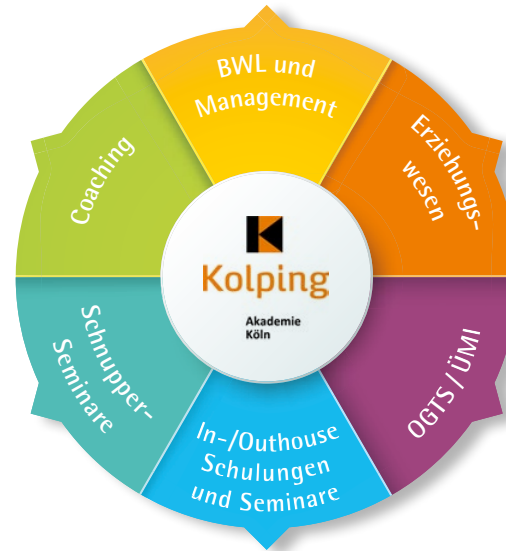 BWL und
Management
Erziehungs-
wesen
OGTS / ÜMI
In-/Outhouse
Schulungen
und Seminare
Schnupper-
Seminare
Coaching
Kolping
Akademie
Köln